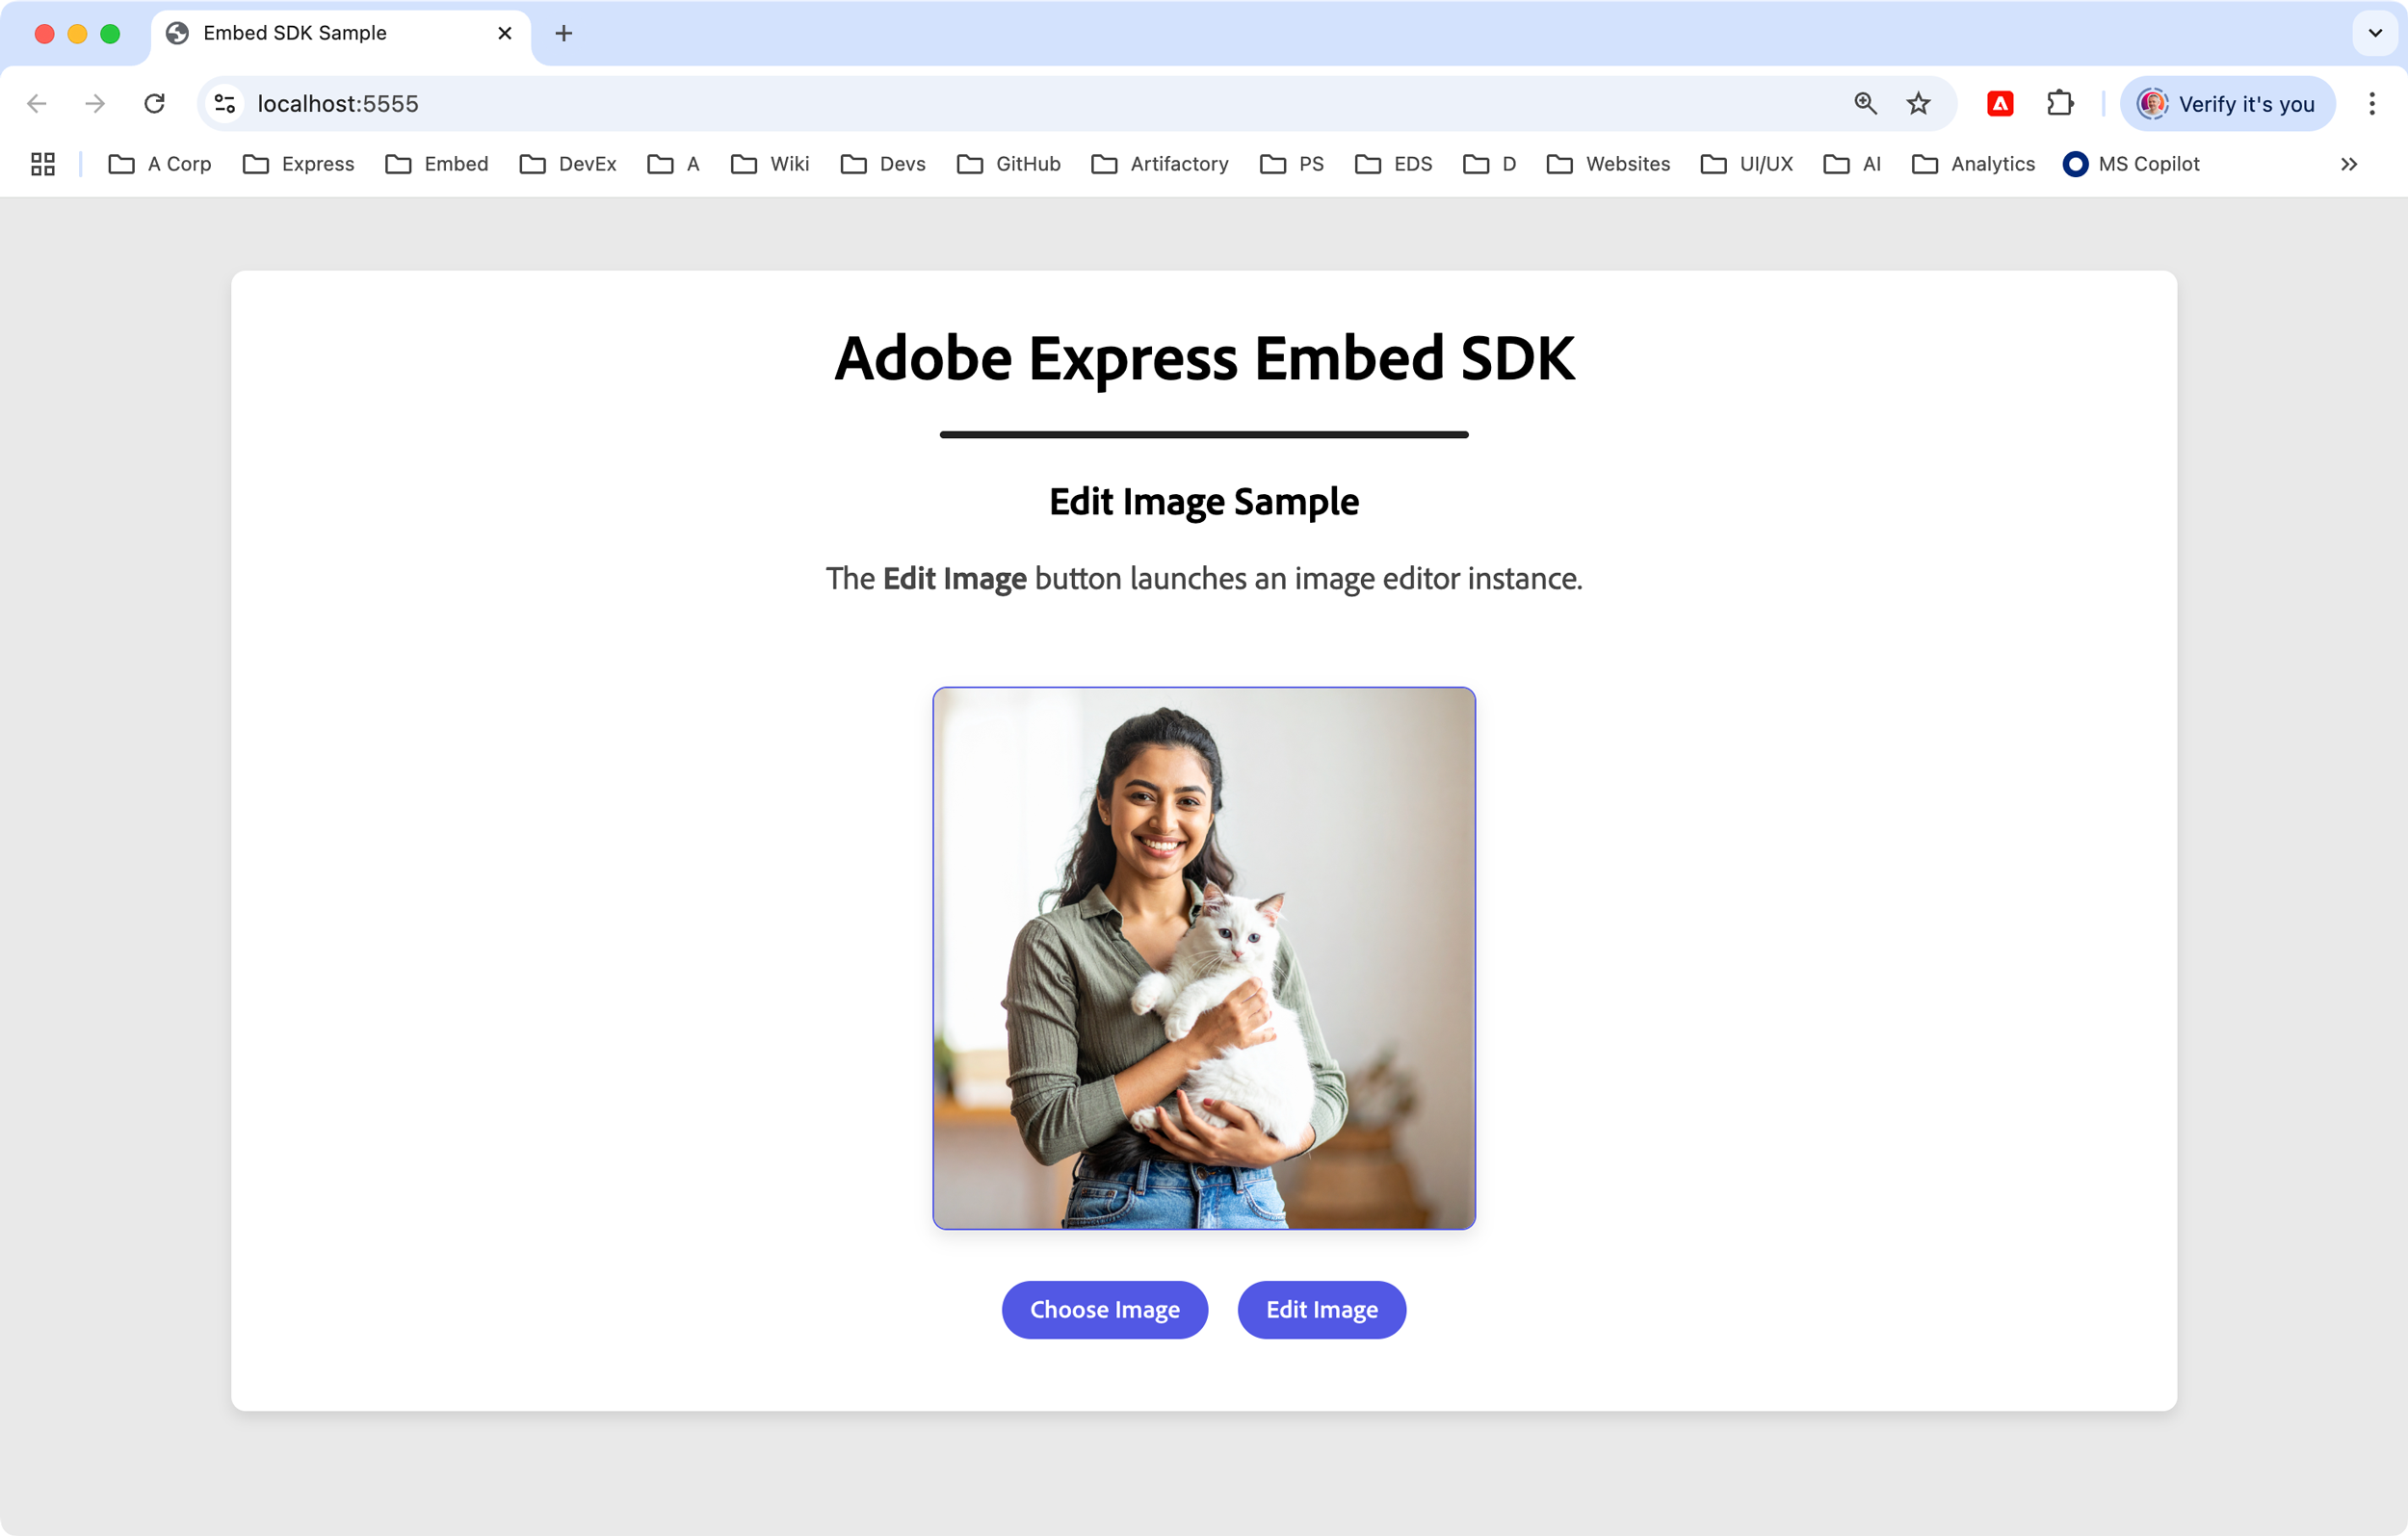 Embed SDK Sample
localhost:5555
Verify it's you
A Corp Express Embed DevEx A Wiki Devs GitHub Artifactory PS EDS D Websites UI/UX AI Analytics MS Copilot
Adobe Express Embed SDK
Edit Image Sample
The Edit Image button launches an image editor instance.
Choose Image Edit Image